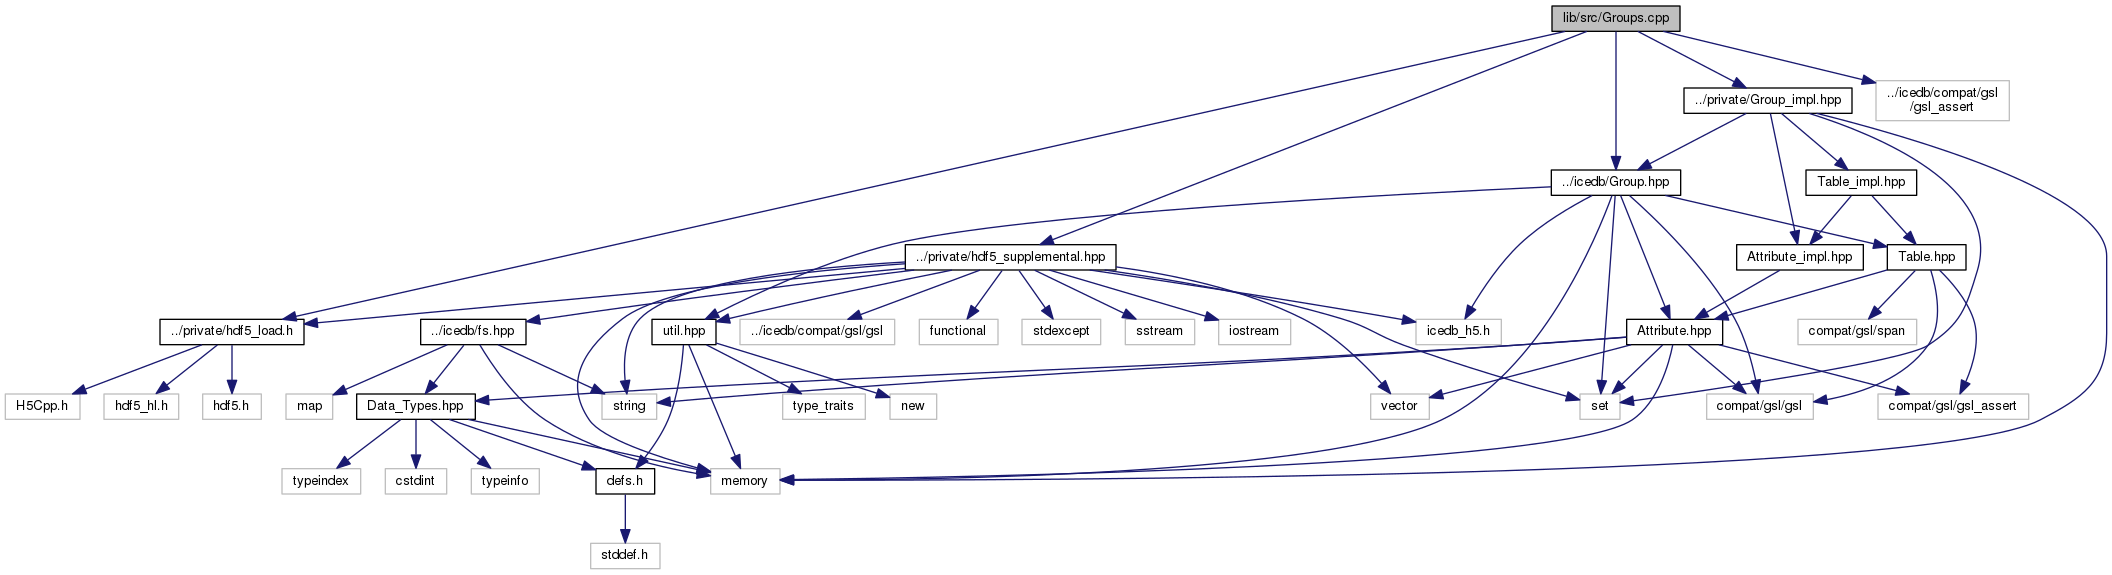 lib/src/Groups.cpp
../private/Group_impl.hpp
../icedb/compat/gsl
/gsl_assert
../icedb/Group.hpp
Table_impl.hpp
../private/hdf5_supplemental.hpp
Attribute_impl.hpp
Table.hpp
../private/hdf5_load.h
../icedb/fs.hpp
util.hpp
../icedb/compat/gsl/gsl
functional
stdexcept
sstream
iostream
icedb_h5.h
Attribute.hpp
compat/gsl/span
H5Cpp.h
hdf5_hl.h
hdf5.h
map
Data_Types.hpp
string
type_traits
new
vector
set
compat/gsl/gsl
compat/gsl/gsl_assert
typeindex
cstdint
typeinfo
defs.h
memory
stddef.h